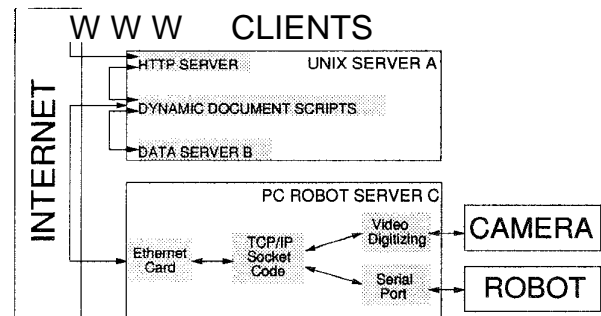 W W W CLIENTS
INTERNET
UNIX SERVER A
HTTP SERVER
DYNAMIC DOCUMENT SCRIPTS
DATA SERVER B
PC ROBOT SERVER C
Ethernet
Card
TCP/IP
Socket
Code
Video
Digitizing
Serial
Port
CAMERA
ROBOT